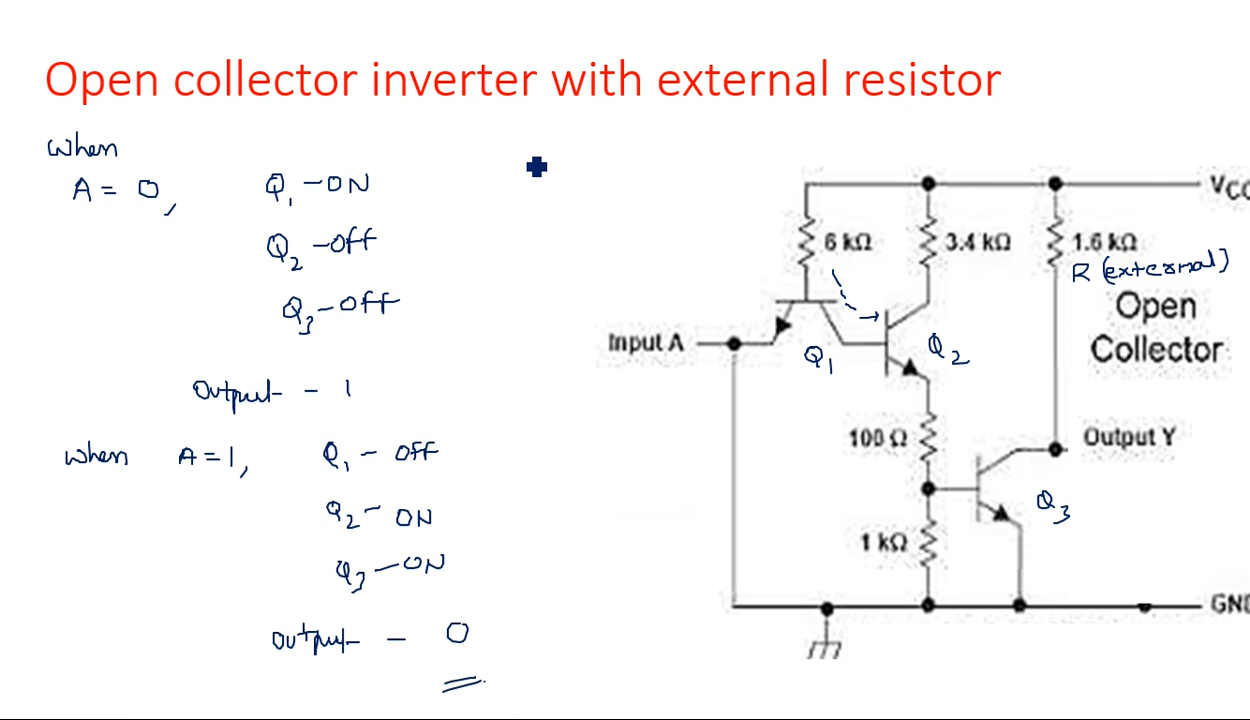 Open collector inverter with external resistor
When
A = 0,
Q1 - ON
Q2 - off
Q3 - off
Output - 1
when A = 1,
Q1 - OFF
Q2 - ON
Q3 - ON
Output - 0
VCC
6 kΩ
3.4 kΩ
1.6 kΩ
R (external)
Open
Collector
Input A
Q1
Q2
100 Ω
Output Y
Q3
1 kΩ
GND